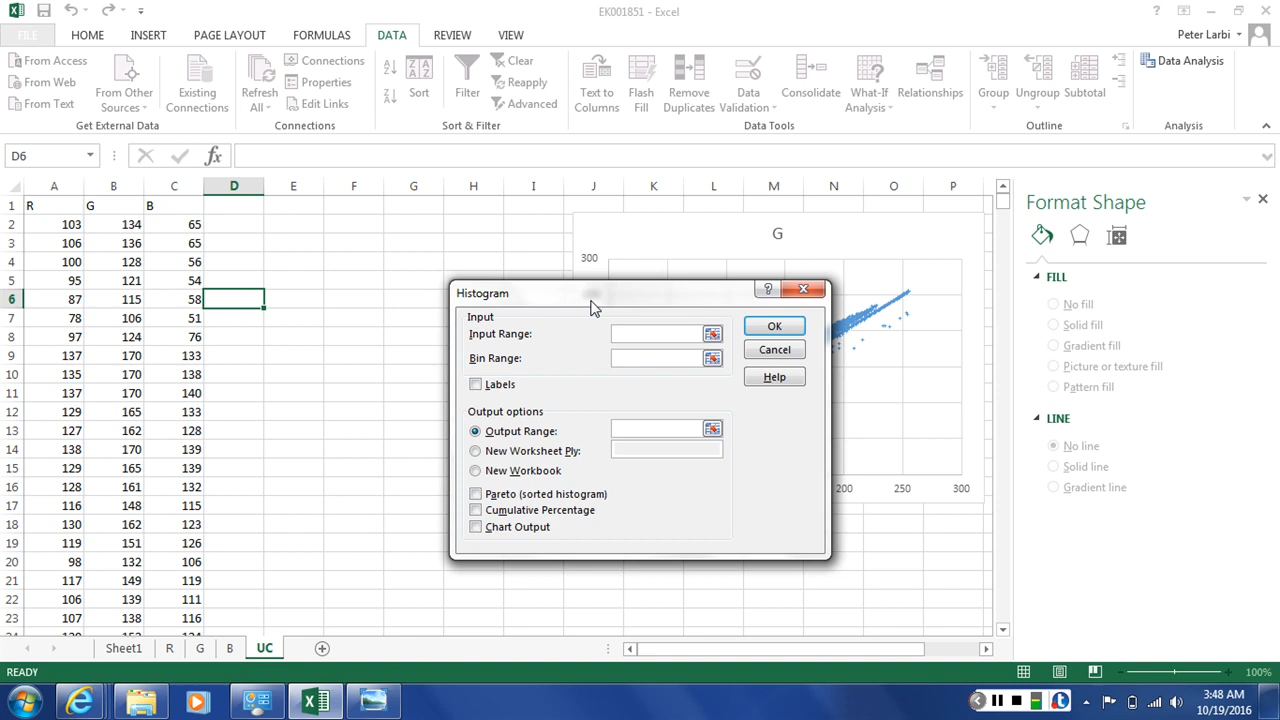 EK001851 - Excel
FILE HOME INSERT PAGE LAYOUT FORMULAS DATA REVIEW VIEW Peter Larbi
From Access
From Web
From Text
From Other Sources
Existing Connections
Get External Data
Refresh All
Connections
Properties
Edit Links
Connections
Sort
Filter
Clear
Reapply
Advanced
Sort & Filter
Text to Columns
Flash Fill
Remove Duplicates
Data Validation
Consolidate
What-If Analysis
Relationships
Data Tools
Group
Ungroup
Subtotal
Outline
Data Analysis
Analysis
D6 fx
A B C D E F G H I J K L M N O P
1 R G B
2 103 134 65
3 106 136 65
4 100 128 56
5 95 121 54
6 87 115 58
7 78 106 51
8 97 124 76
9 137 170 133
10 135 170 138
11 137 170 140
12 129 165 133
13 127 162 128
14 138 170 139
15 129 165 139
16 128 161 132
17 116 148 115
18 130 162 123
19 119 151 126
20 98 132 106
21 117 149 119
22 106 139 111
23 107 138 116
G
300
200 250 300
Histogram
Input
Input Range:
Bin Range:
Labels
OK
Cancel
Help
Output options
Output Range:
New Worksheet Ply:
New Workbook
Pareto (sorted histogram)
Cumulative Percentage
Chart Output
Format Shape
FILL
No fill
Solid fill
Gradient fill
Picture or texture fill
Pattern fill
LINE
No line
Solid line
Gradient line
Sheet1 R G B UC
READY
100%
3:48 AM
10/19/2016